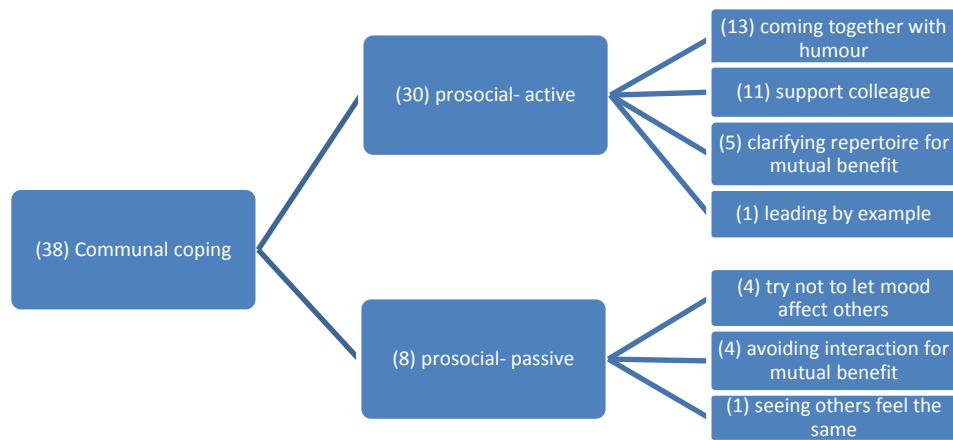 (13) coming together with
humour
(30) prosocial- active
(11) support colleague
(5) clarifying repertoire for
mutual benefit
(1) leading by example
(38) Communal coping
(4) try not to let mood
affect others
(8) prosocial- passive
(4) avoiding interaction for
mutual benefit
(1) seeing others feel the
same